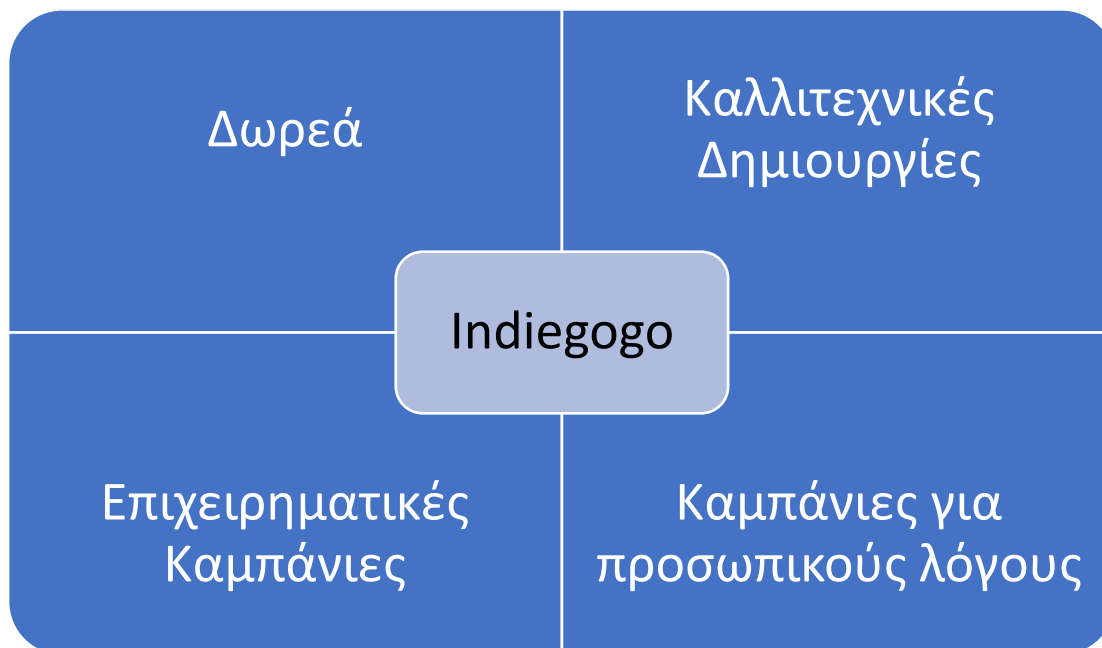 Δωρεά
Καλλιτεχνικές
Δημιουργίες
Indiegogo
Επιχειρηματικές
Καμπάνιες
Καμπάνιες για
προσωπικούς λόγους